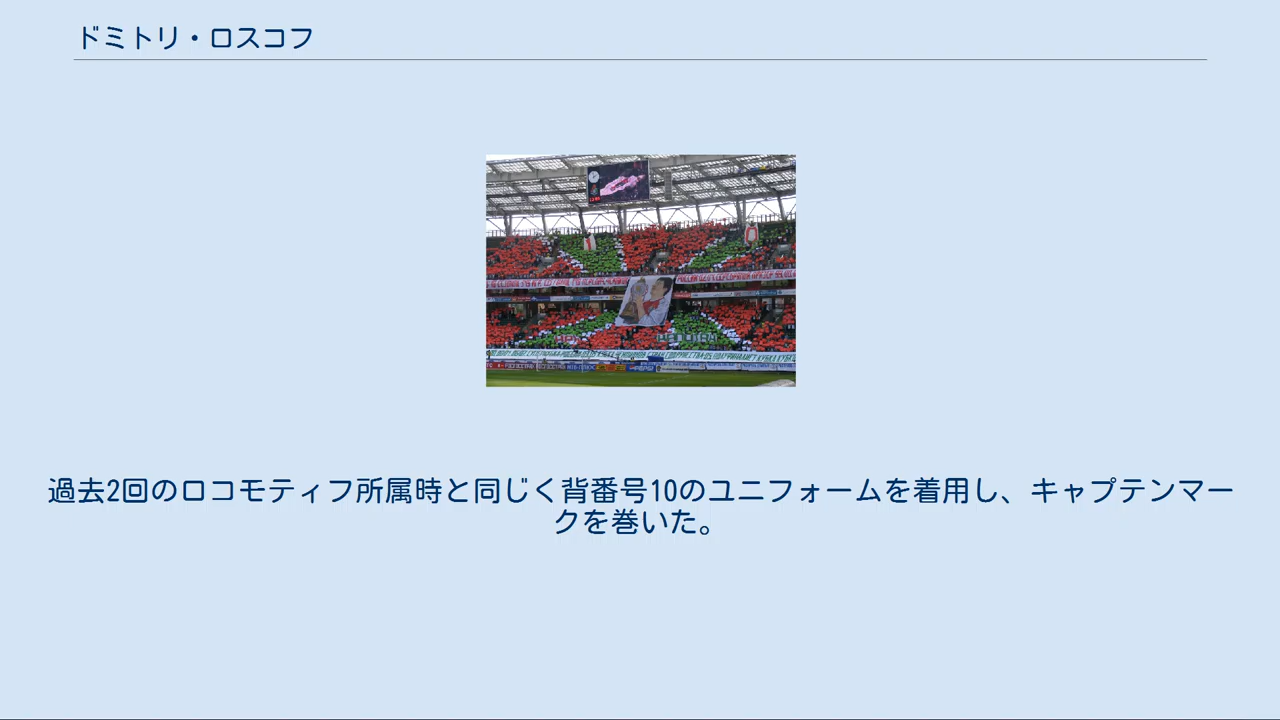 ドミトリ・ロスコフ
過去2回のロコモティフ所属時と同じく背番号10のユニフォームを着用し、キャプテンマー
クを巻いた。